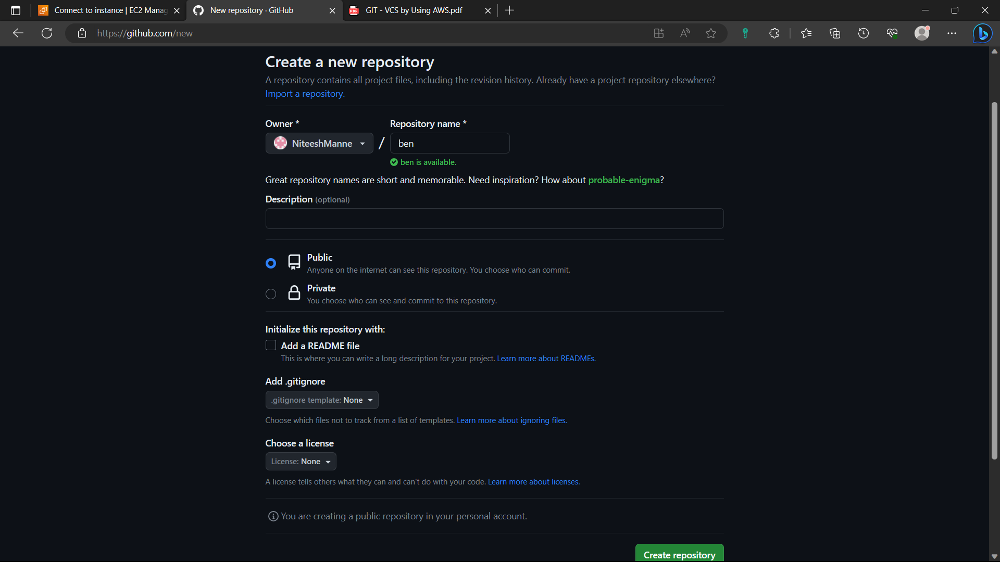 Connect to instance | EC2 Manag
New repository · GitHub
PDF
GIT - VCS by Using AWS.pdf
https://github.com/new
Create a new repository
A repository contains all project files, including the revision history. Already have a project repository elsewhere?
Import a repository.
Owner *
Repository name *
NiteeshManne
/
ben
ben is available.
Great repository names are short and memorable. Need inspiration? How about probable-enigma?
Description (optional)
Public
Anyone on the internet can see this repository. You choose who can commit.
Private
You choose who can see and commit to this repository.
Initialize this repository with:
Add a README file
This is where you can write a long description for your project. Learn more about READMEs.
Add .gitignore
.gitignore template: None
Choose which files not to track from a list of templates. Learn more about ignoring files.
Choose a license
License: None
A license tells others what they can and can't do with your code. Learn more about licenses.
You are creating a public repository in your personal account.
Create repository